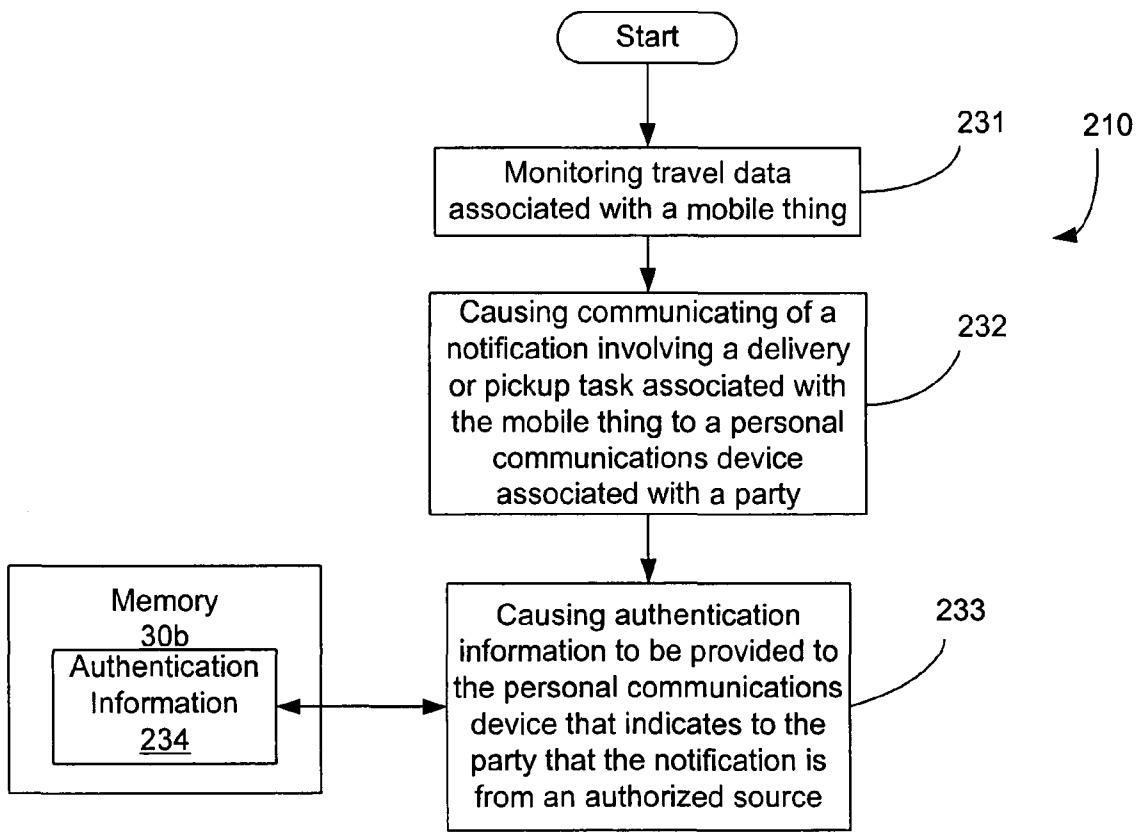 Start
231
210
Monitoring travel data
associated with a mobile thing
Causing communicating of a
notification involving a delivery
or pickup task associated with
the mobile thing to a personal
communications device
associated with a party
232
Memory
30b
Authentication
Information
234
Causing authentication
information to be provided to
the personal communications
device that indicates to the
party that the notification is
from an authorized source
233